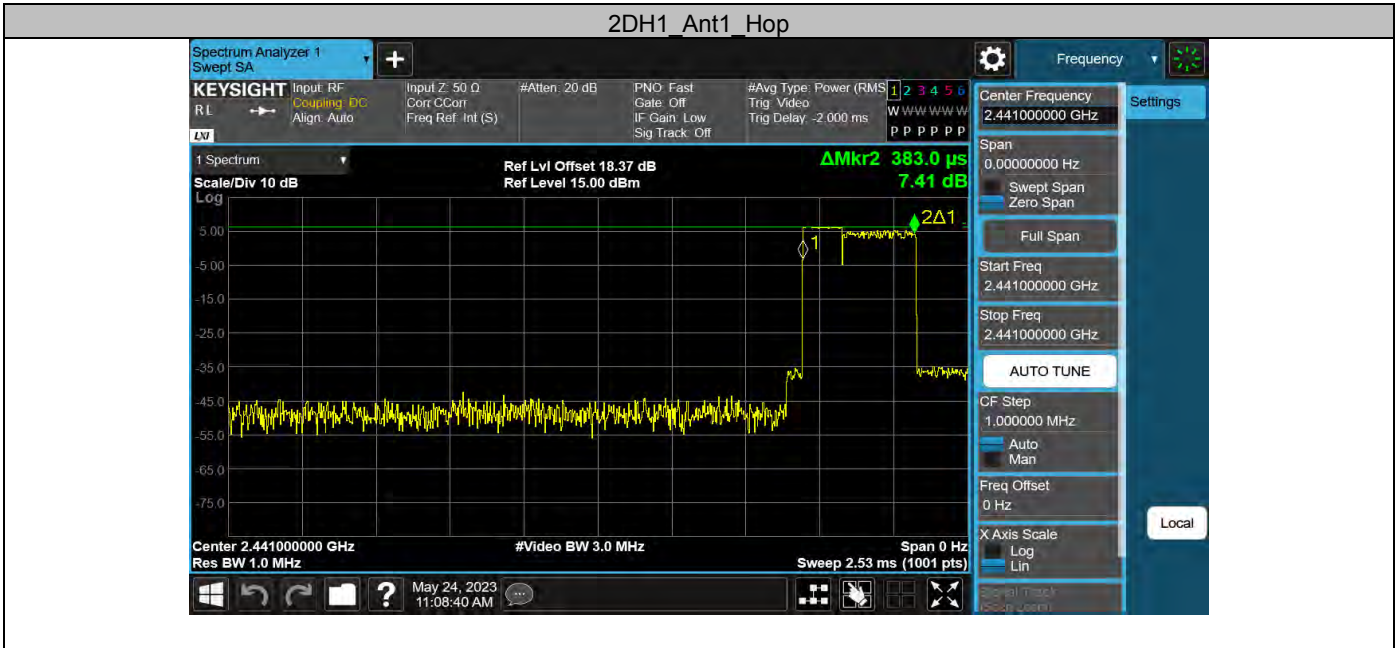 2DH1_Ant1_Hop
Spectrum Analyzer 1
Swept SA
Frequency
KEYSIGHT
RL
LXI
Input: RF
Coupling: DC
Align: Auto
Input Z: 50 Ω
Corr CCorr
Freq Ref: Int (S)
#Atten: 20 dB
PNO: Fast
Gate: Off
IF Gain: Low
Sig Track: Off
#Avg Type: Power (RMS
Trig: Video
Trig Delay: -2.000 ms
1 2 3 4 5 6
W W W W W W
P P P P P P
1 Spectrum
Scale/Div 10 dB
Log
Ref Lvl Offset 18.37 dB
Ref Level 15.00 dBm
ΔMkr2 383.0 µs
7.41 dB
2Δ1
1
5.00
-5.00
-15.0
-25.0
-35.0
-45.0
-55.0
-65.0
-75.0
Center 2.441000000 GHz
Res BW 1.0 MHz
#Video BW 3.0 MHz
Span 0 Hz
Sweep 2.53 ms (1001 pts)
?
May 24, 2023
11:08:40 AM
Center Frequency
2.441000000 GHz
Settings
Span
0.00000000 Hz
Swept Span
Zero Span
Full Span
Start Freq
2.441000000 GHz
Stop Freq
2.441000000 GHz
AUTO TUNE
CF Step
1.000000 MHz
Auto
Man
Freq Offset
0 Hz
X Axis Scale
Log
Lin
Local
Signal Track
(Span Zoom)